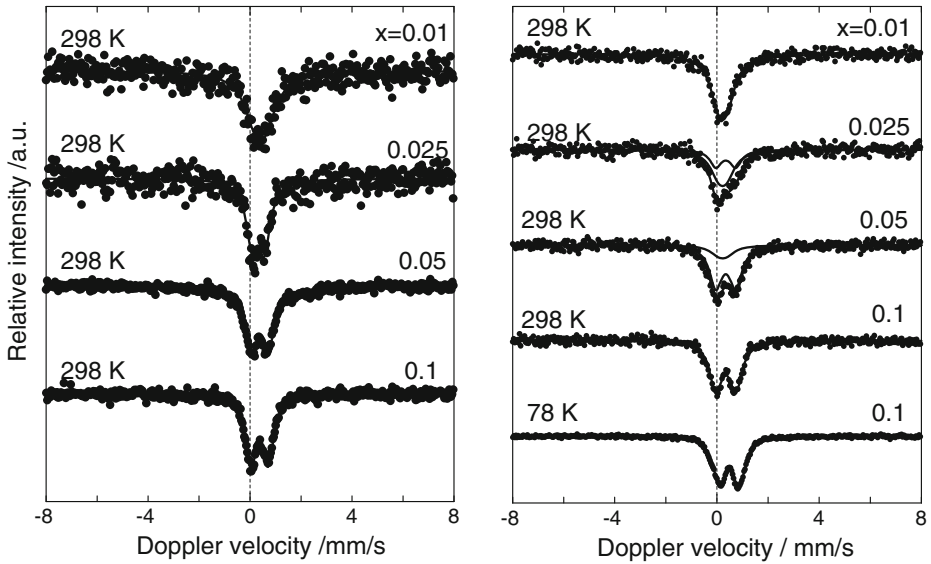 Relative intensity /a.u.
298 K
x=0.01
298 K
0.025
298 K
0.05
298 K
0.1
-8
-4
0
4
8
Doppler velocity /mm/s
298 K
x=0.01
298 K
0.025
298 K
0.05
298 K
0.1
78 K
0.1
-8
-4
0
4
8
Doppler velocity / mm/s